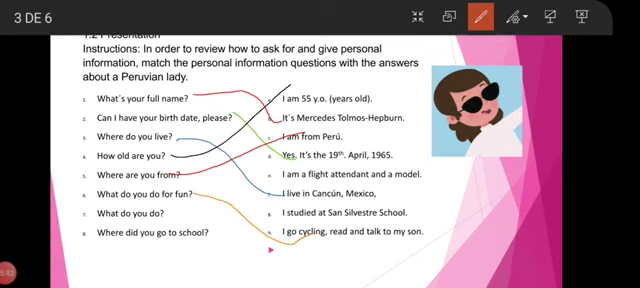 3 DE 6
1.2 Presentation
Instructions: In order to review how to ask for and give personal
information, match the personal information questions with the answers
about a Peruvian lady.
1. What´s your full name?
2. Can I have your birth date, please?
3. Where do you live?
4. How old are you?
5. Where are you from?
6. What do you do for fun?
7. What do you do?
8. Where did you go to school?
I am 55 y.o. (years old).
b. It´s Mercedes Tolmos-Hepburn.
c. I am from Perú.
d. Yes. It's the 19th. April, 1965.
e. I am a flight attendant and a model.
f. I live in Cancún, Mexico,
g. I studied at San Silvestre School.
h. I go cycling, read and talk to my son.